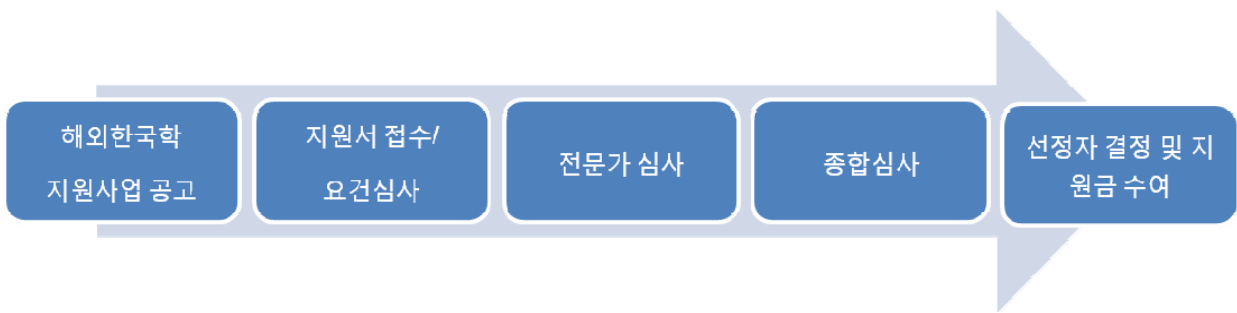 해외한국학
지원사업 공고
지원서 접수/
요건심사
전문가 심사
종합심사
선정자 결정 및 지
원금 수여